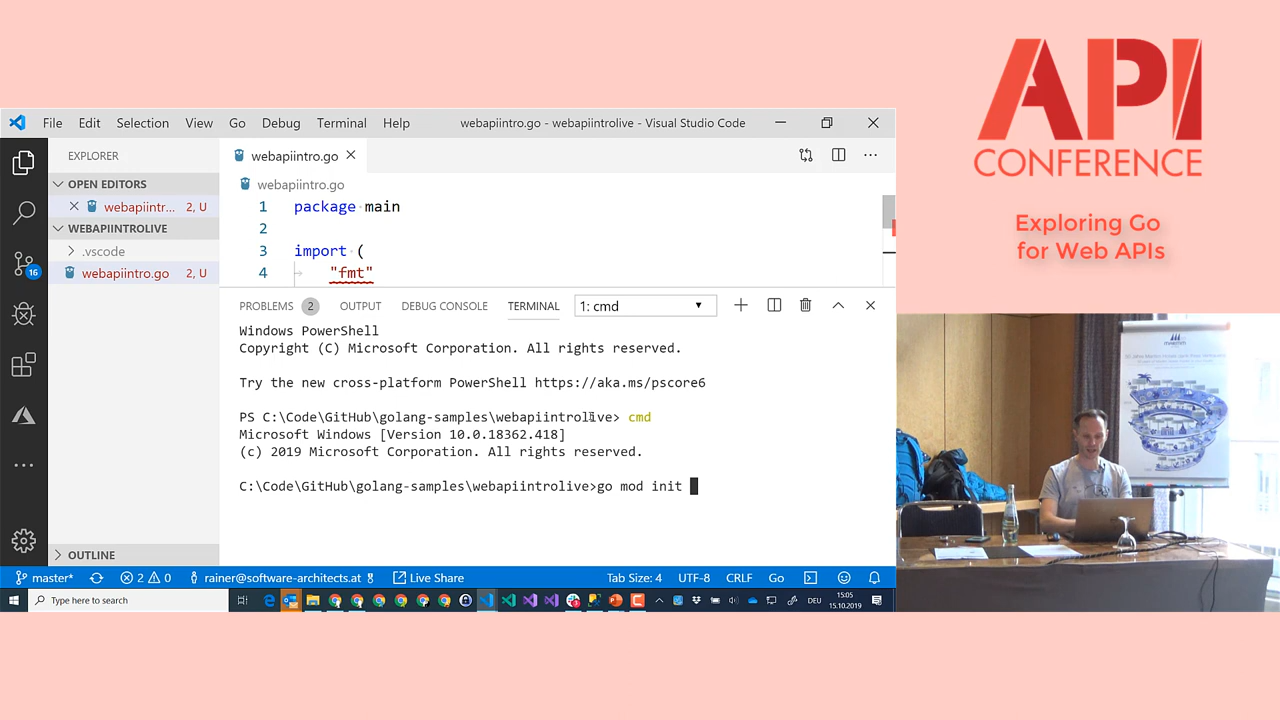 File Edit Selection View Go Debug Terminal Help
webapiintro.go - webapiintrolive - Visual Studio Code
EXPLORER
OPEN EDITORS
webapiintr... 2, U
WEBAPIINTROLIVE
.vscode
webapiintro.go 2, U
OUTLINE
webapiintro.go
webapiintro.go
1 package main
2
3 import (
4 "fmt"
PROBLEMS 2 OUTPUT DEBUG CONSOLE TERMINAL 1: cmd
Windows PowerShell
Copyright (C) Microsoft Corporation. All rights reserved.
Try the new cross-platform PowerShell https://aka.ms/pscore6
PS C:\Code\GitHub\golang-samples\webapiintrolive> cmd
Microsoft Windows [Version 10.0.18362.418]
(c) 2019 Microsoft Corporation. All rights reserved.
C:\Code\GitHub\golang-samples\webapiintrolive>go mod init
16
master* 2 0 rainer@software-architects.at Live Share Tab Size: 4 UTF-8 CRLF Go
Type here to search
DEU
15:05
15.10.2019
API
CONFERENCE
Exploring Go
for Web APIs